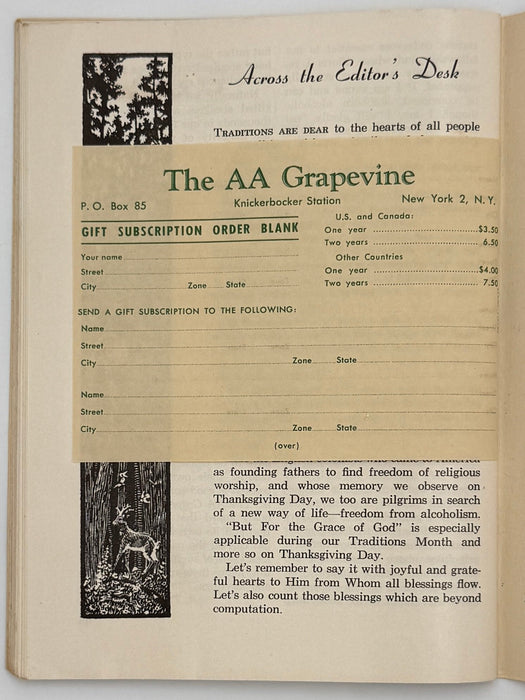 Across the Editor's Desk
TRADITIONS ARE DEAR to the hearts of all people
The AA Grapevine
P. O. Box 85 Knickerbocker Station New York 2, N. Y.
GIFT SUBSCRIPTION ORDER BLANK
U.S. and Canada:
One year $3.50
Two years 6.50
Other Countries
One year $4.00
Two years 7.50
Your name
Street
City Zone State
SEND A GIFT SUBSCRIPTION TO THE FOLLOWING:
Name
Street
City Zone State
Name
Street
City Zone State
(over)
as founding fathers to find freedom of religious
worship, and whose memory we observe on
Thanksgiving Day, we too are pilgrims in search
of a new way of life—freedom from alcoholism.
"But For the Grace of God" is especially
applicable during our Traditions Month and
more so on Thanksgiving Day.
Let's remember to say it with joyful and grate-
ful hearts to Him from Whom all blessings flow.
Let's also count those blessings which are beyond
computation.